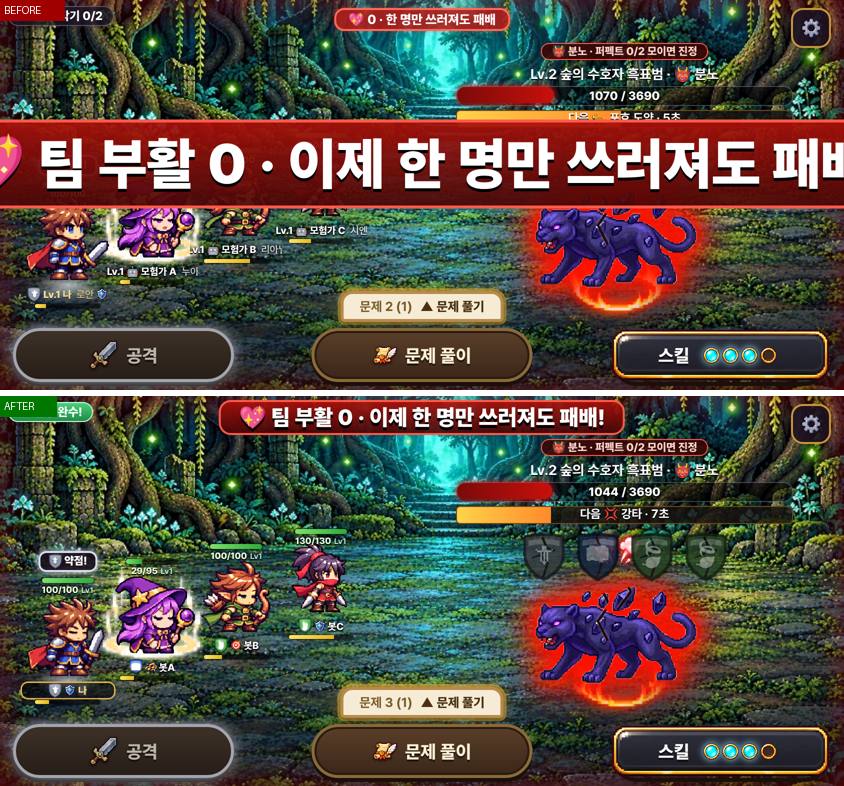 BEFORE
악기 0/2
💖 0 · 한 명만 쓰러져도 패배
👹 분노 · 퍼펙트 0/2 모이면 진정
Lv.2 숲의 수호자 흑표범 · 👹 분노
1070 / 3690
다음 포효 도약 · 5초
팀 부활 0 · 이제 한 명만 쓰러져도 패배
Lv.1 🤖 모험가 C 시엔
Lv.1 🤖 모험가 B 리아
Lv.1 🤖 모험가 A 누아
Lv.1 나 로안
문제 2 (1) ▲ 문제 풀기
공격
문제 풀이
스킬
AFTER
완수!
💖 팀 부활 0 · 이제 한 명만 쓰러져도 패배!
👹 분노 · 퍼펙트 0/2 모이면 진정
Lv.2 숲의 수호자 흑표범 · 👹 분노
1044 / 3690
다음 💢 강타 · 7초
130/130 Lv1
100/100 Lv1
약점!
29/95 Lv1
100/100 Lv1
봇C
봇B
봇A
나
문제 3 (1) ▲ 문제 풀기
공격
문제 풀이
스킬